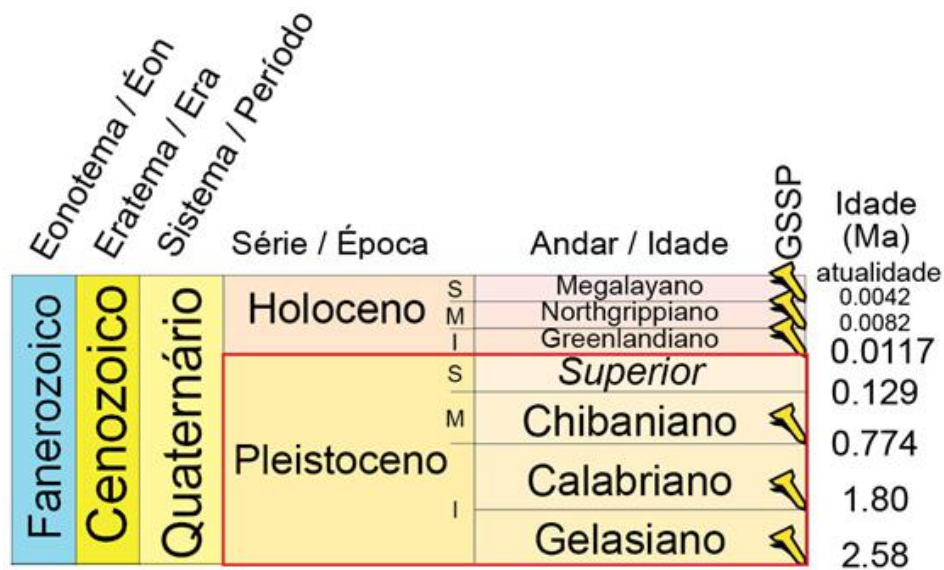 Eonotema / Éon
Eratema / Era
Sistema / Período
Série / Época
Andar / Idade
GSSP
Idade
(Ma)
Fanerozoico
Cenozoico
Quaternário
Holoceno
S
Megalayano
atualidade
0.0042
M
Northgrippiano
0.0082
I
Greenlandiano
0.0117
Pleistoceno
S
Superior
0.129
M
Chibaniano
0.774
I
Calabriano
1.80
Gelasiano
2.58